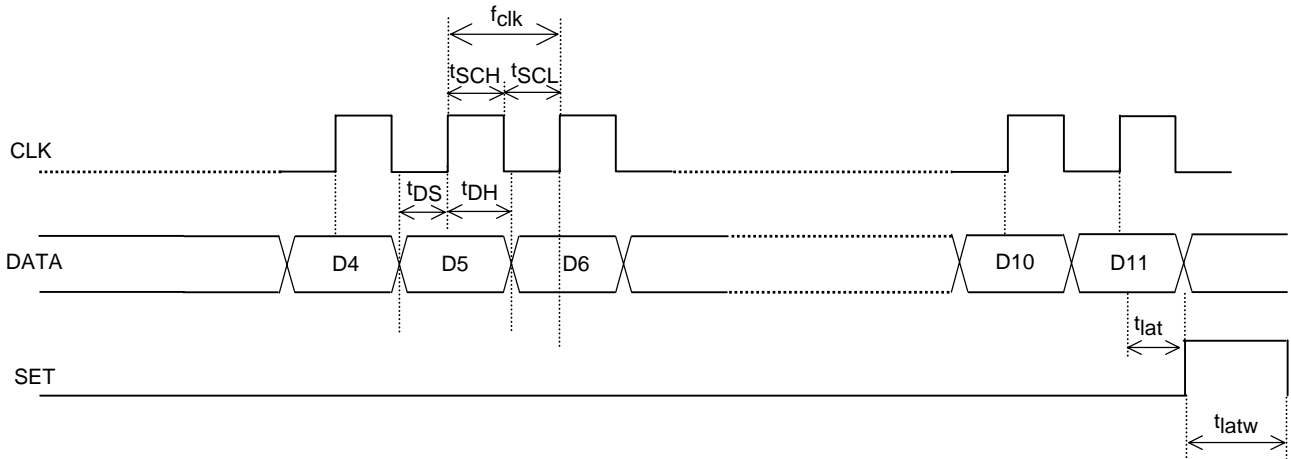 fclk
tSCH tSCL
CLK
tDS tDH
DATA D4 D5 D6 D10 D11
tlat
SET
tlatw